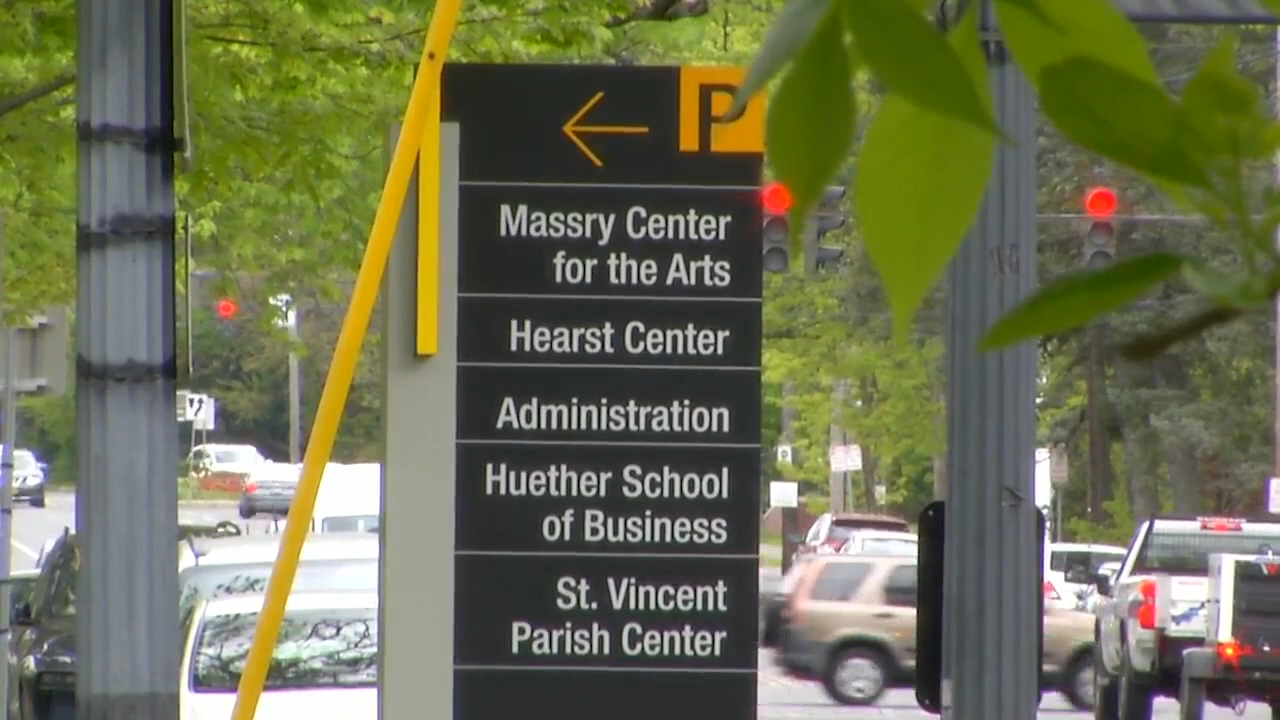 P
Massry Center
for the Arts
Hearst Center
Administration
Huether School
of Business
St. Vincent
Parish Center